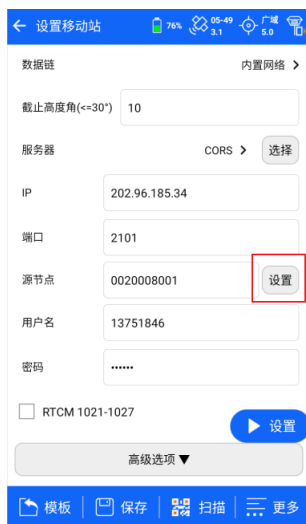 设置移动站 76% 05-49 3.1 广域 5.0
数据链 内置网络
截止高度角(<=30°) 10
服务器 CORS 选择
IP 202.96.185.34
端口 2101
源节点 0020008001 设置
用户名 13751846
密码 ••••••
RTCM 1021-1027
设置
高级选项▼
模板 保存 扫描 更多